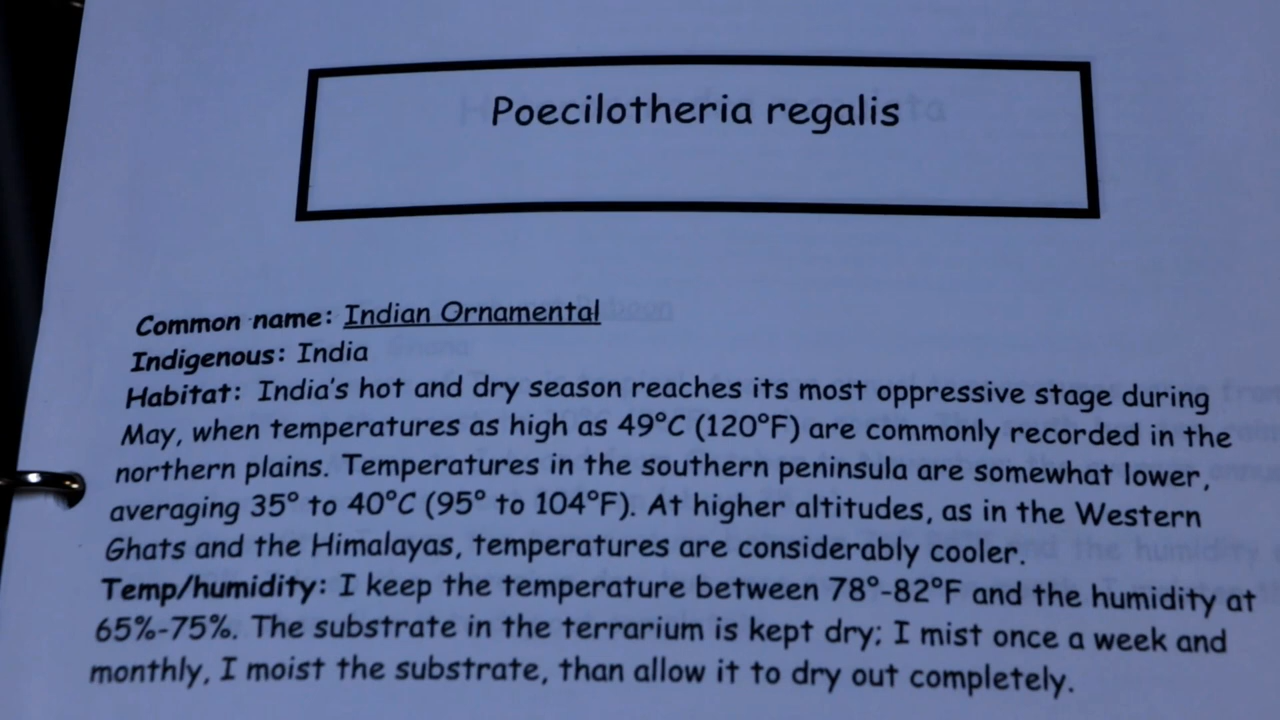 Poecilotheria regalis
Common name: Indian Ornamental
Indigenous: India
Habitat: India's hot and dry season reaches its most oppressive stage during
May, when temperatures as high as 49°C (120°F) are commonly recorded in the
northern plains. Temperatures in the southern peninsula are somewhat lower,
averaging 35° to 40°C (95° to 104°F). At higher altitudes, as in the Western
Ghats and the Himalayas, temperatures are considerably cooler.
Temp/humidity: I keep the temperature between 78°-82°F and the humidity at
65%-75%. The substrate in the terrarium is kept dry; I mist once a week and
monthly, I moist the substrate, than allow it to dry out completely.